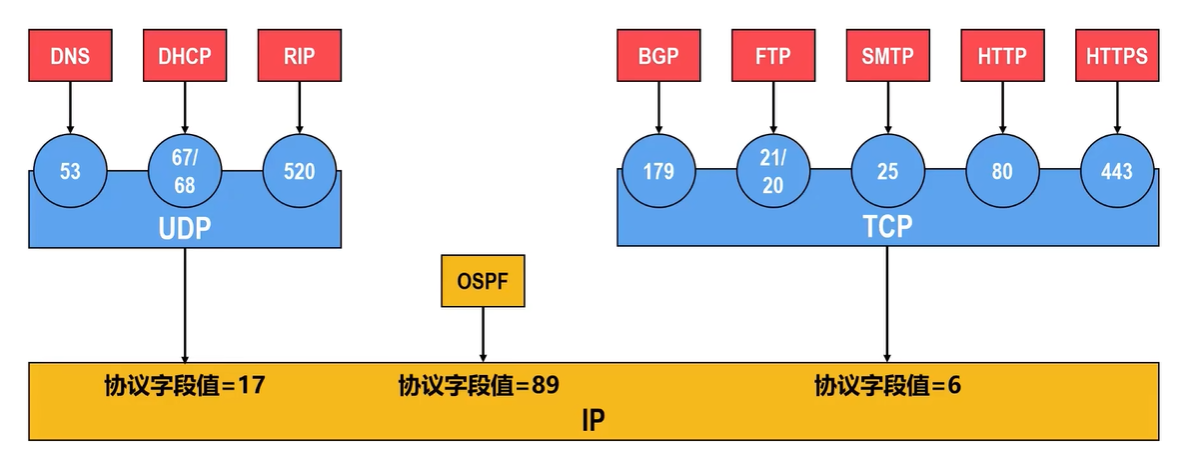 DNS
DHCP
RIP
BGP
FTP
SMTP
HTTP
HTTPS
53
67/
68
520
179
21/
20
25
80
443
UDP
TCP
OSPF
协议字段值=17
协议字段值=89
协议字段值=6
IP